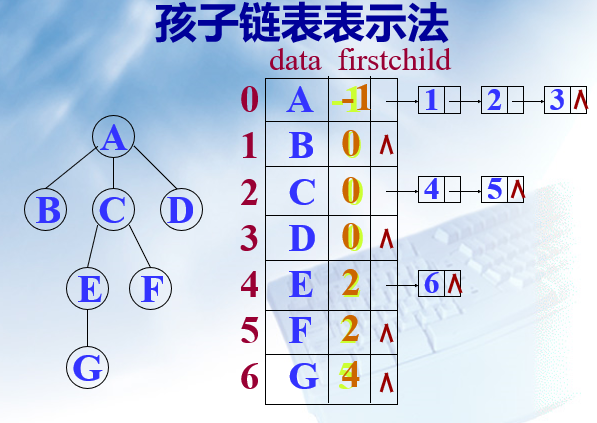 孩子链表表示法
data firstchild
0 A -1 1 2 3 ∧
1 B 0 ∧
2 C 0 4 5 ∧
3 D 0 ∧
4 E 2 6 ∧
5 F 2 ∧
6 G 4 ∧
A
B C D
E F
G